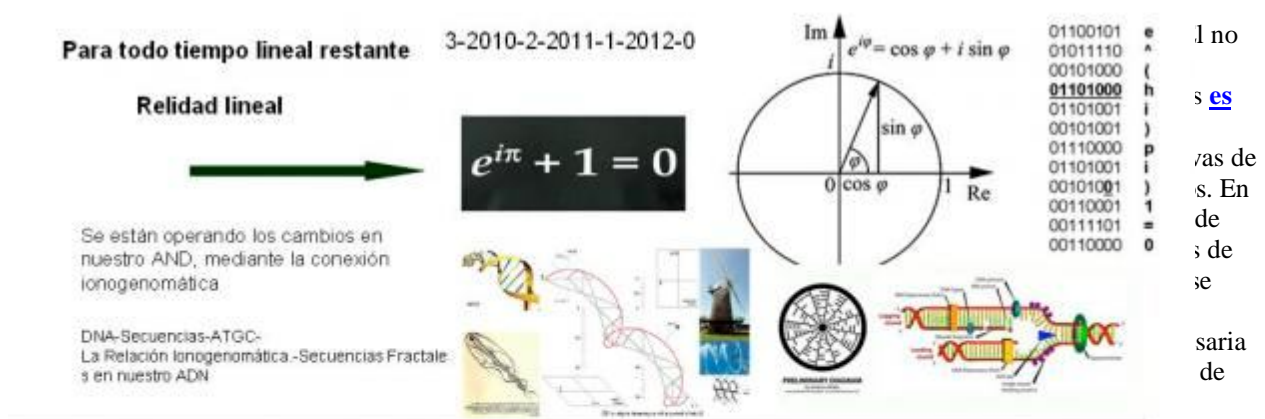 Para todo tiempo lineal restante
3-2010-2-2011-1-2012-0
Relidad lineal
e^{iπ} + 1 = 0
Im
i
e^{iφ} = cos φ + i sin φ
sin φ
φ
0
cos φ
1
Re
01100101 e
01011110 ^
00101000 (
01101000 h
01101001 i
00101001 )
01110000 p
01101001 i
00101001 )
00110001 1
00111101 =
00110000 0
Se están operando los cambios en
nuestro AND, mediante la conexión
ionogenomática
DNA-Secuencias-ATGC-
La Relación Ionogenomática.-Secuencias Fractale
s en nuestro ADN
PRELIMINARY DIAGRAM
l no
s es
vas de
s. En
de
s de
se
saria
de